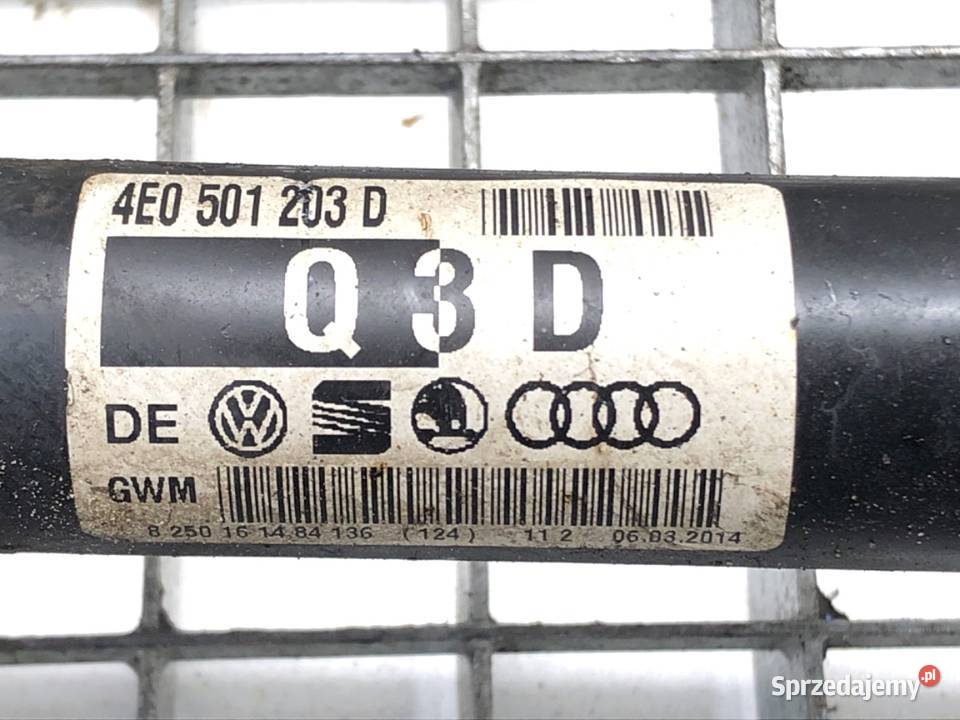 4E0 501 203 D
Q 3 D
DE
GWM
8 250 16 14 84 136 (124) 11 2 06.03.2014
Sprzedajemy.pl